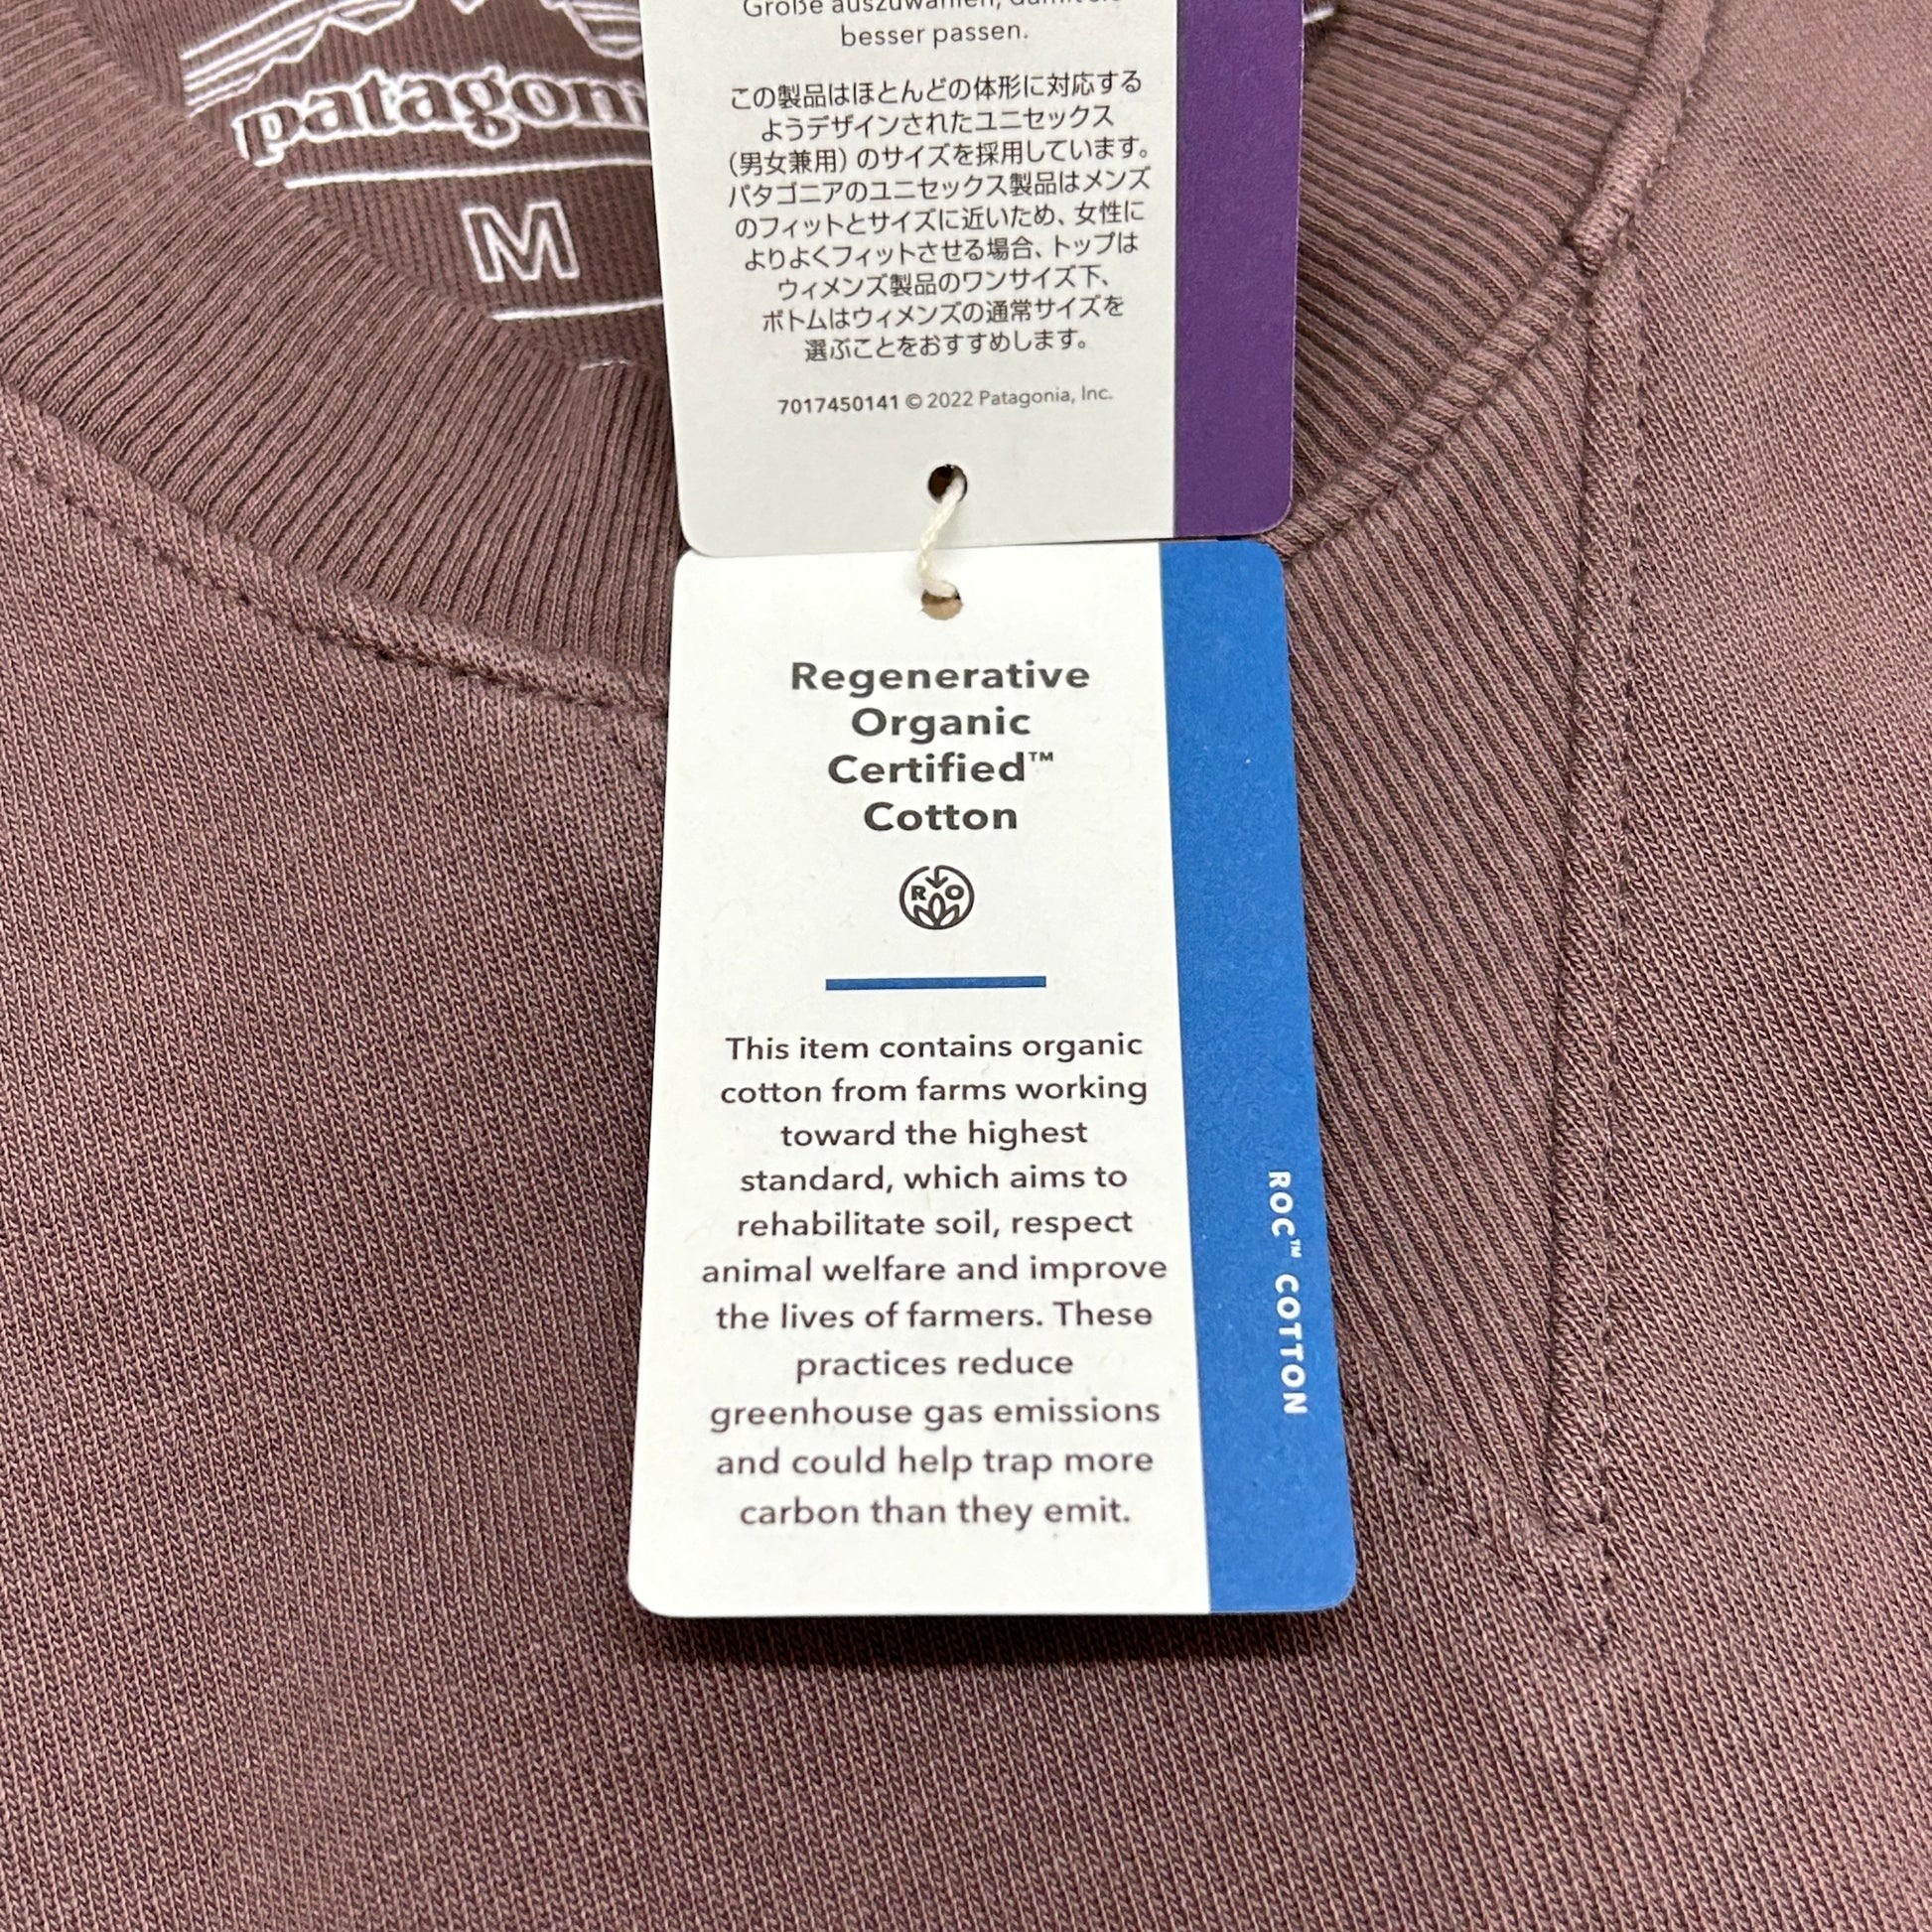 patagoni
M
Größe auszuwählen, damit sie
besser passen.
この製品はほとんどの体形に対応する
ようデザインされたユニセックス
（男女兼用）のサイズを採用しています。
パタゴニアのユニセックス製品はメンズ
のフィットとサイズに近いため、女性に
よりよくフィットさせる場合、トップは
ウィメンズ製品のワンサイズ下、
ボトムはウィメンズの通常サイズを
選ぶことをおすすめします。
7017450141 © 2022 Patagonia, Inc.
Regenerative
Organic
Certified™
Cotton
R O
This item contains organic
cotton from farms working
toward the highest
standard, which aims to
rehabilitate soil, respect
animal welfare and improve
the lives of farmers. These
practices reduce
greenhouse gas emissions
and could help trap more
carbon than they emit.
ROC™ COTTON